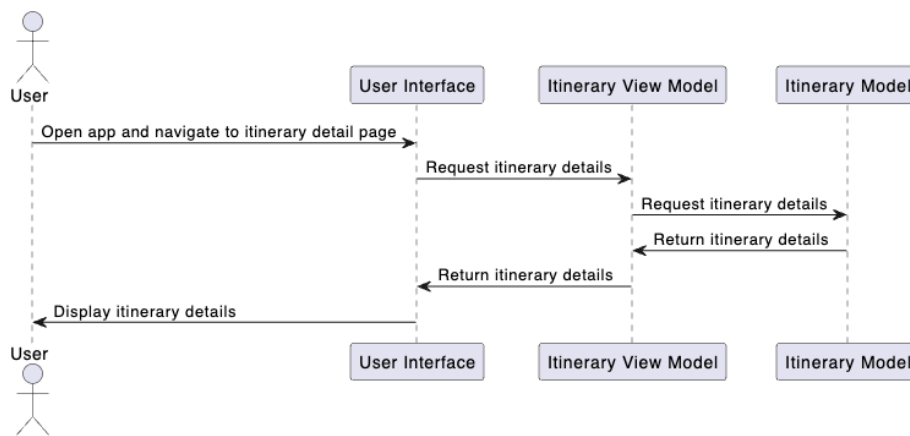 User
User Interface
Itinerary View Model
Itinerary Model
Open app and navigate to itinerary detail page
Request itinerary details
Request itinerary details
Return itinerary details
Return itinerary details
Display itinerary details
User
User Interface
Itinerary View Model
Itinerary Model